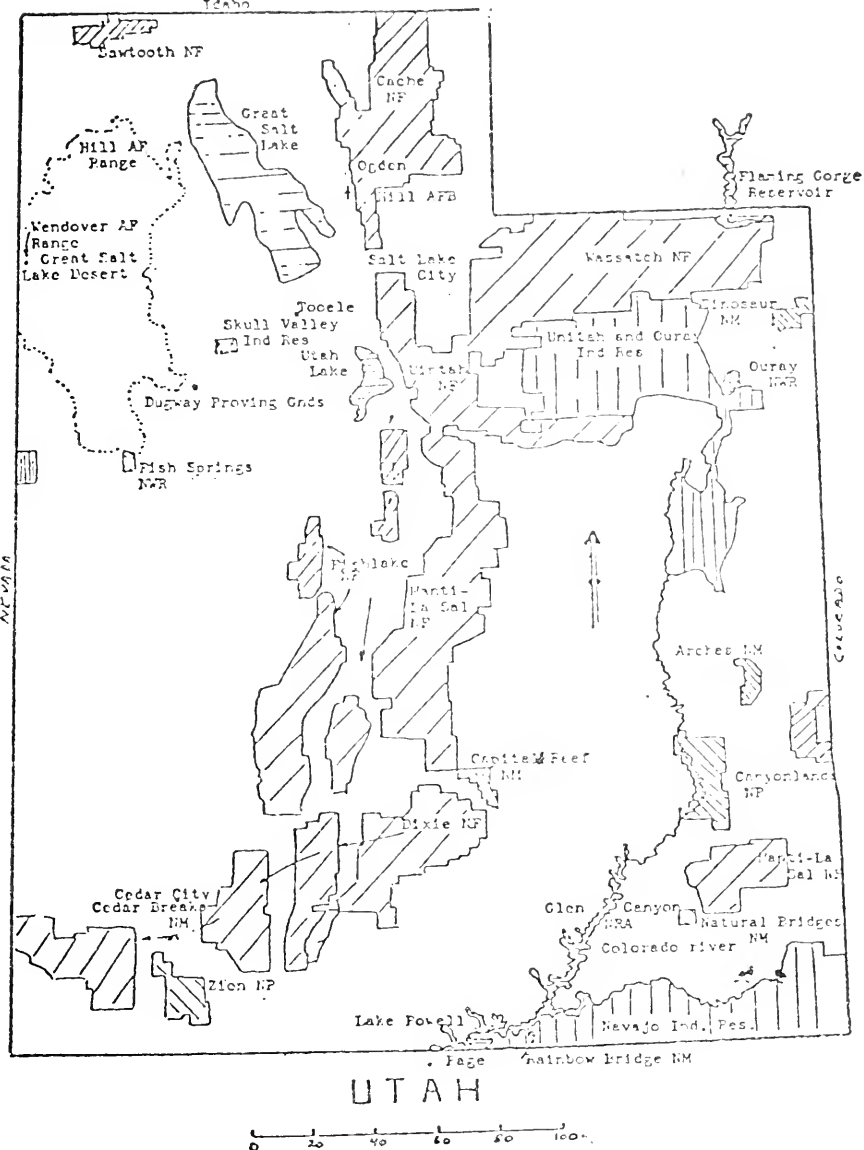 Idaho
Sawtooth NF
Cache
NF
Great
Salt
Lake
Hill AF
Range
Ogden
Hill AFB
Flaming Gorge
Reservoir
Wendover AF
Range
Great Salt
Lake Desert
Salt Lake
City
Wassatch NF
Tooele
Skull Valley
Ind Res
Utah
Lake
Dinosaur
NM
Unitah and Ouray
Ind Res
Uintah
NF
Ouray
NWR
Dugway Proving Gnds
Fish Springs
NWR
NEVADA
Fishlake
NF
Manti-
La Sal
NF
COLORADO
Arches NM
Capital Reef
NM
Canyonlands
NP
Dixie NF
Manti-La
Sal NF
Cedar City
Cedar Breaks
NM
Glen Canyon
NRA
Natural Bridges
NM
Colorado river
Zion NP
Lake Powell
Navajo Ind. Res.
Page
Rainbow Bridge NM
UTAH
0 20 40 60 80 100